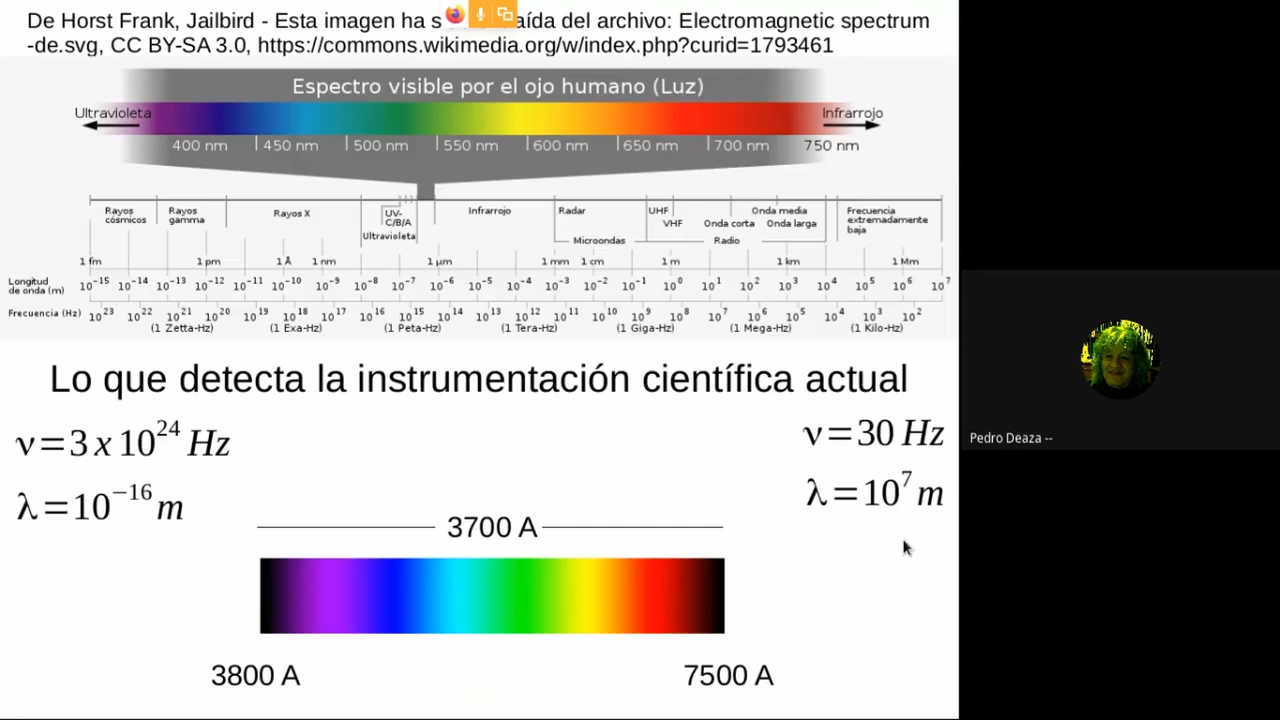 De Horst Frank, Jailbird - Esta imagen ha s aída del archivo: Electromagnetic spectrum
-de.svg, CC BY-SA 3.0, https://commons.wikimedia.org/w/index.php?curid=1793461
Espectro visible por el ojo humano (Luz)
Ultravioleta Infrarrojo
400 nm 450 nm 500 nm 550 nm 600 nm 650 nm 700 nm 750 nm
Rayos cósmicos Rayos gamma Rayos X UV-C/B/A Ultravioleta Infrarrojo Radar Microondas UHF VHF Onda corta Onda media Onda larga Radio Frecuencia extremadamente baja
1 fm 1 pm 1 Å 1 nm 1 µm 1 mm 1 cm 1 m 1 km 1 Mm
Longitud de onda (m) 10⁻¹⁵ 10⁻¹⁴ 10⁻¹³ 10⁻¹² 10⁻¹¹ 10⁻¹⁰ 10⁻⁹ 10⁻⁸ 10⁻⁷ 10⁻⁶ 10⁻⁵ 10⁻⁴ 10⁻³ 10⁻² 10⁻¹ 10⁰ 10¹ 10² 10³ 10⁴ 10⁵ 10⁶ 10⁷
Frecuencia (Hz) 10²³ 10²² 10²¹ 10²⁰ 10¹⁹ 10¹⁸ 10¹⁷ 10¹⁶ 10¹⁵ 10¹⁴ 10¹³ 10¹² 10¹¹ 10¹⁰ 10⁹ 10⁸ 10⁷ 10⁶ 10⁵ 10⁴ 10³ 10²
(1 Zetta-Hz) (1 Exa-Hz) (1 Peta-Hz) (1 Tera-Hz) (1 Giga-Hz) (1 Mega-Hz) (1 Kilo-Hz)
Lo que detecta la instrumentación científica actual
ν=3 x 10²⁴ Hz ν=30 Hz
λ=10⁻¹⁶ m λ=10⁷ m
3700 A
3800 A 7500 A
Pedro Deaza --